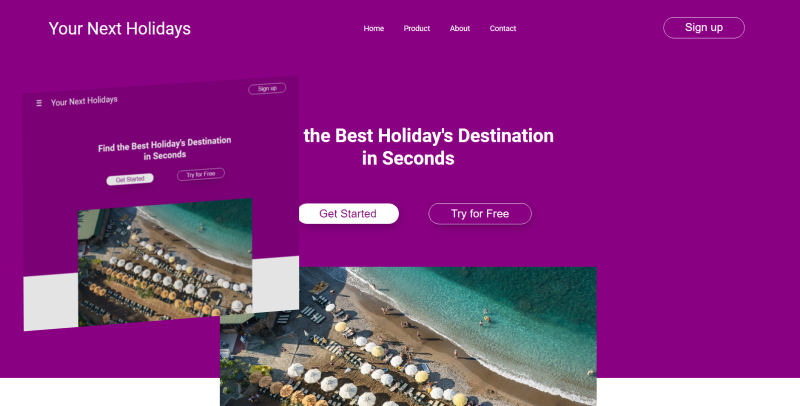 Your Next Holidays
Home Product About Contact
Sign up
Your Next Holidays
Sign up
Find the Best Holiday's Destination
in Seconds
Get Started Try for Free
the Best Holiday's Destination
in Seconds
Get Started Try for Free